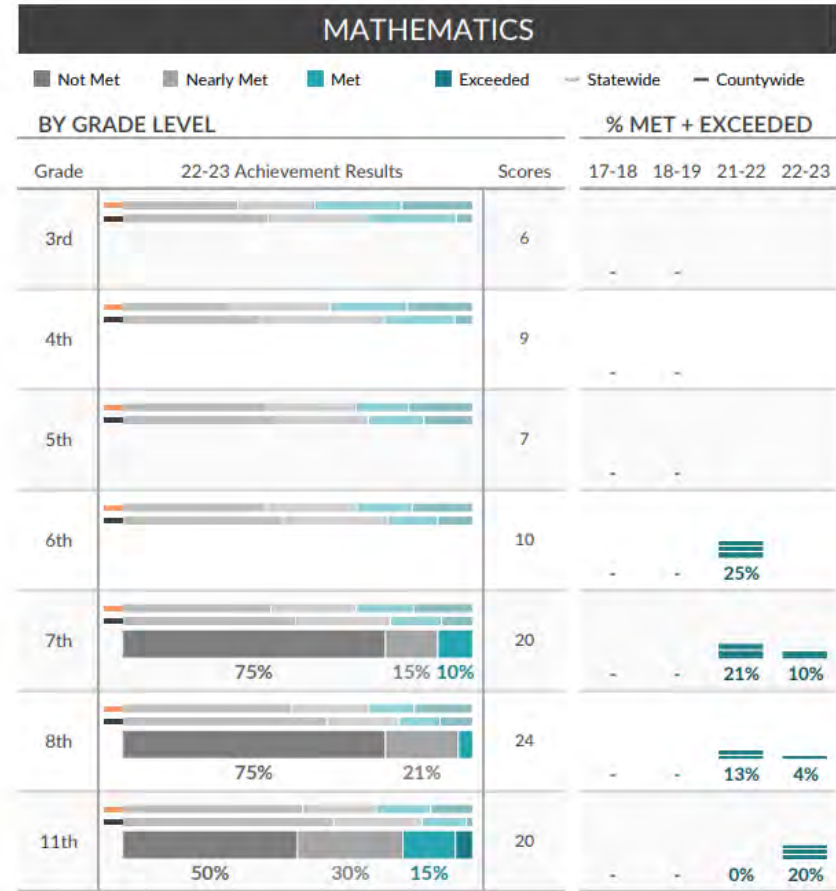 MATHEMATICS
Not Met Nearly Met Met Exceeded Statewide Countywide
BY GRADE LEVEL % MET + EXCEEDED
Grade 22-23 Achievement Results Scores 17-18 18-19 21-22 22-23
3rd 6
- -
4th 9
- -
5th 7
- -
6th 10
- - 25%
7th 20
75% 15% 10% - - 21% 10%
8th 24
75% 21% - - 13% 4%
11th 20
50% 30% 15% - - 0% 20%